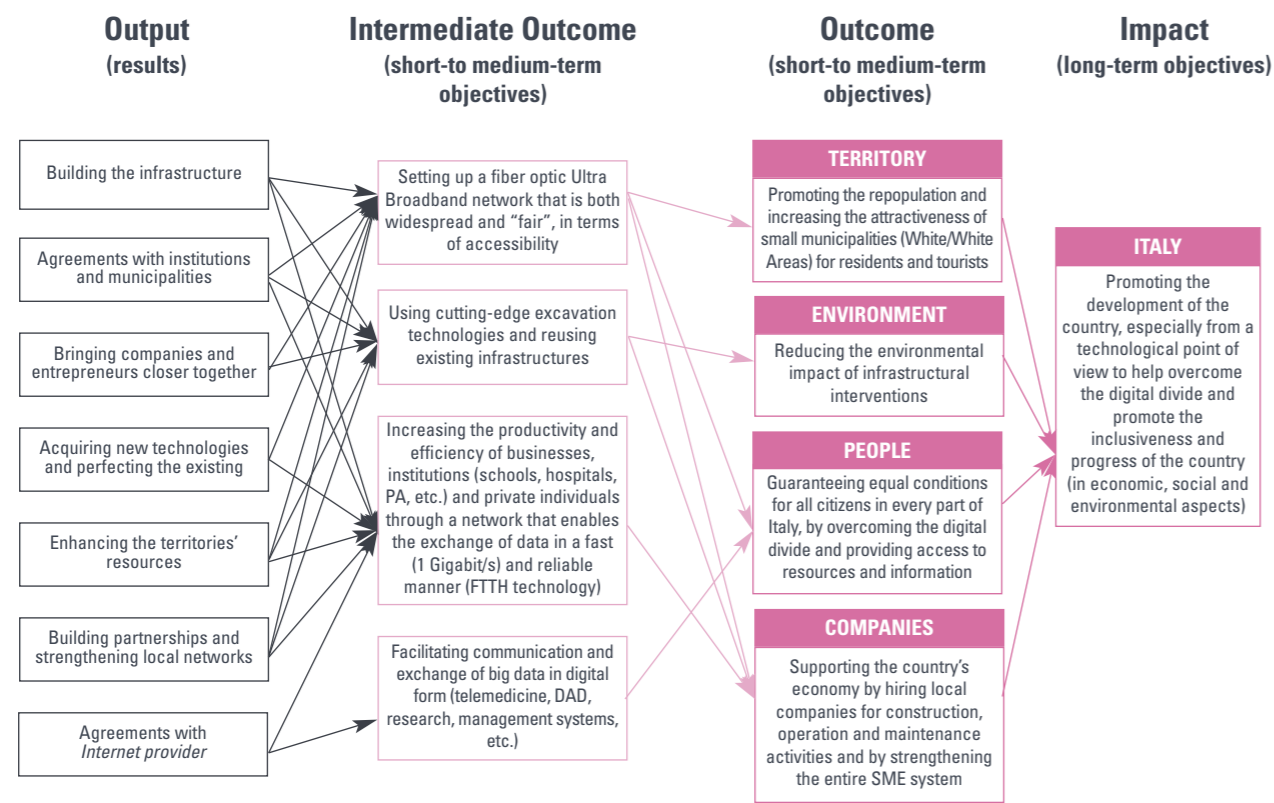 Output
(results)
Intermediate Outcome
(short-to medium-term
objectives)
Outcome
(short-to medium-term
objectives)
Impact
(long-term objectives)
Building the infrastructure
Agreements with institutions
and municipalities
Bringing companies and
entrepreneurs closer together
Acquiring new technologies
and perfecting the existing
Enhancing the territories’
resources
Building partnerships and
strengthening local networks
Agreements with
Internet provider
Setting up a fiber optic Ultra
Broadband network that is both
widespread and “fair”, in terms
of accessibility
Using cutting-edge excavation
technologies and reusing
existing infrastructures
Increasing the productivity and
efficiency of businesses,
institutions (schools, hospitals,
PA, etc.) and private individuals
through a network that enables
the exchange of data in a fast
(1 Gigabit/s) and reliable
manner (FTTH technology)
Facilitating communication and
exchange of big data in digital
form (telemedicine, DAD,
research, management systems,
etc.)
TERRITORY
Promoting the repopulation and
increasing the attractiveness of
small municipalities (White/White
Areas) for residents and tourists
ENVIRONMENT
Reducing the environmental
impact of infrastructural
interventions
PEOPLE
Guaranteeing equal conditions
for all citizens in every part of
Italy, by overcoming the digital
divide and providing access to
resources and information
COMPANIES
Supporting the country’s
economy by hiring local
companies for construction,
operation and maintenance
activities and by strengthening
the entire SME system
ITALY
Promoting the
development of the
country, especially from a
technological point of
view to help overcome
the digital divide and
promote the
inclusiveness and
progress of the country
(in economic, social and
environmental aspects)